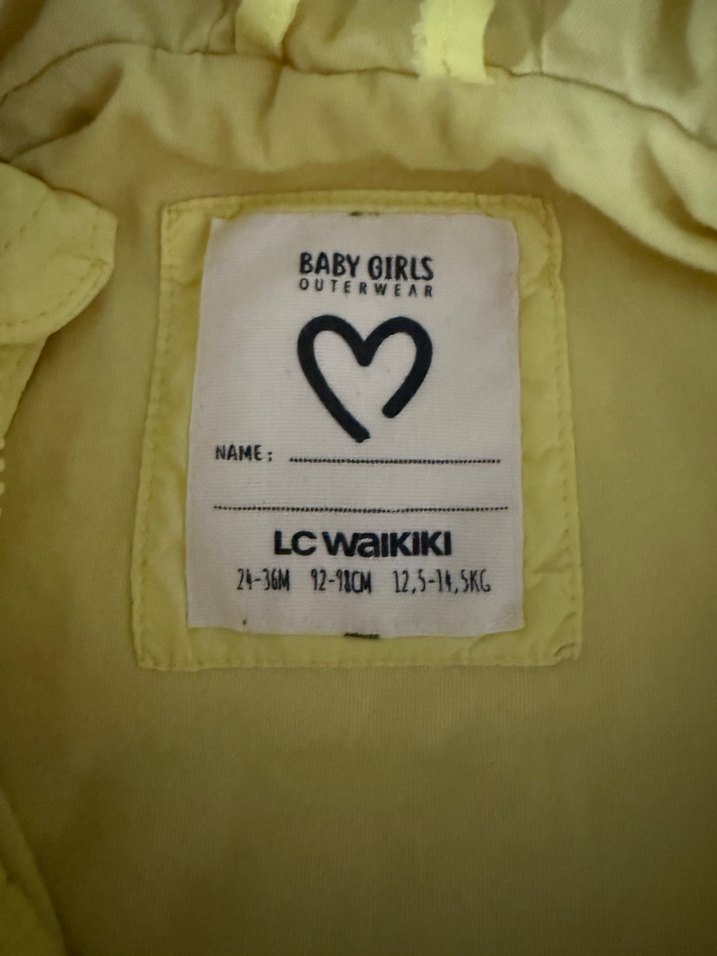 BABY GIRLS
OUTERWEAR
NAME:
LC WAIKIKI
24-36M 92-98CM 12,5-14,5KG